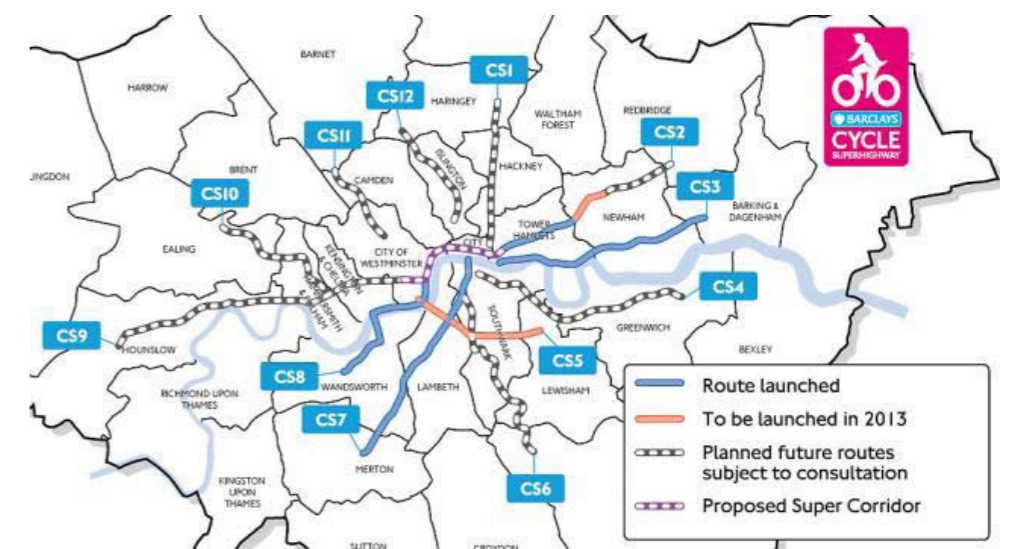 BARNET
CS1
HARROW
CS12
HARINGEY
REDBRIDGE
WALTHAM
FOREST
CS2
BARCLAYS
CYCLE
SUPERHIGHWAY
CS11
ISLINGTON
HACKNEY
BRENT
CAMDEN
CS3
CS10
BARKING &
DAGENHAM
NEWHAM
TOWER
HAMLETS
CITY
EALING
CITY OF
WESTMINSTER
KENSINGTON
& CHELSEA
HAMMERSMITH
& FULHAM
CS4
SOUTHWARK
GREENWICH
CS9
HOUNSLOW
BEXLEY
CS5
CS8
WANDSWORTH
LAMBETH
LEWISHAM
RICHMOND UPON
THAMES
CS7
MERTON
KINGSTON
UPON
THAMES
CS6
Route launched
To be launched in 2013
Planned future routes
subject to consultation
Proposed Super Corridor